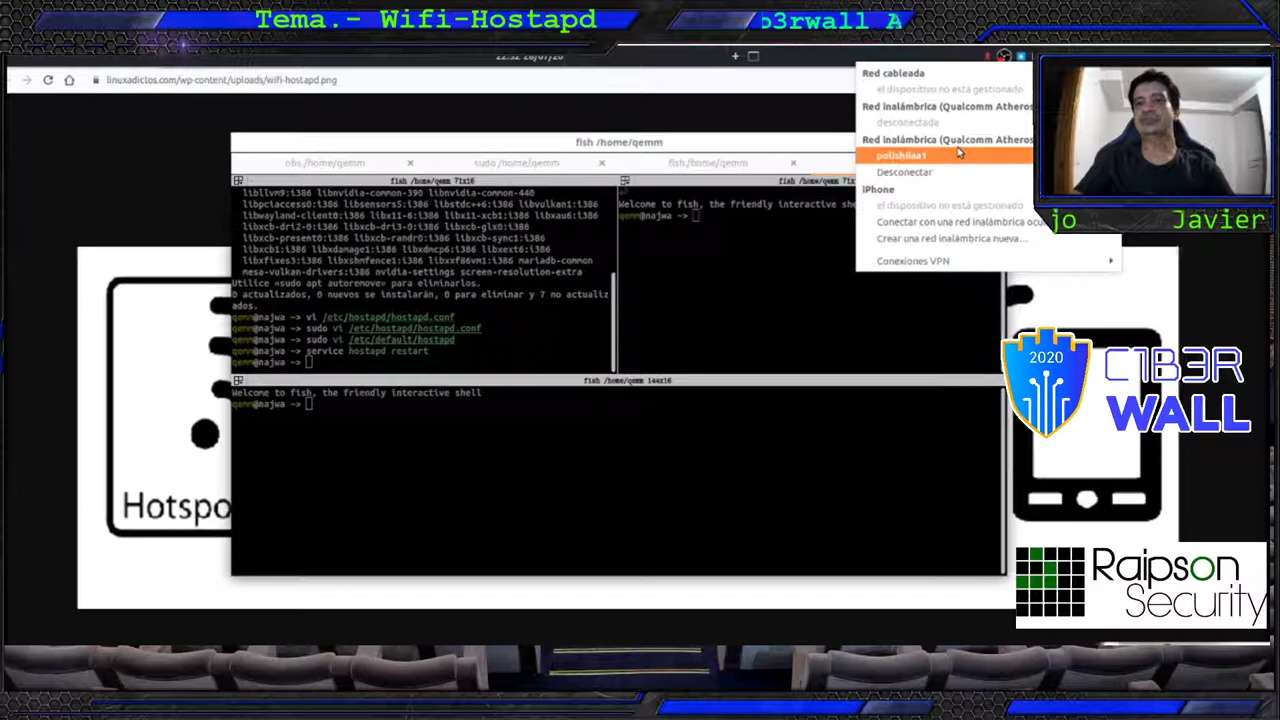 Tema.- Wifi-Hostapd
b3rwall A
linuxadictos.com/wp-content/uploads/wifi-hostapd.png
Red cableada
el dispositivo no está gestionado
Red inalámbrica (Qualcomm Atheros
desconectada
Red inalámbrica (Qualcomm Atheros
Desconectar
iPhone
el dispositivo no está gestionado
Conectar con una red inalámbrica ocu
Crear una red inalámbrica nueva...
Conexiones VPN
jo Javier
fish /home/qemm
obs /home/qemm
sudo /home/qemm
fish /home/qemm
fish /home/qemm 71x16
libllvm9:i386 libnvidia-common-390 libnvidia-common-440
libpciaccess0:i386 libsensors5:i386 libstdc++6:i386 libvulkan1:i386
libwayland-client0:i386 libx11-6:i386 libx11-xcb1:i386 libxau6:i386
libxcb-dri2-0:i386 libxcb-dri3-0:i386 libxcb-glx0:i386
libxcb-present0:i386 libxcb-randr0:i386 libxcb-sync1:i386
libxdamage1:i386 libxdmcp6:i386 libxext6:i386
libxfixes3:i386 libxshmfence1:i386 libxxf86vm1:i386 mariadb-common
mesa-vulkan-drivers:i386 nvidia-settings screen-resolution-extra
Utilice «sudo apt autoremove» para eliminarlos.
0 actualizados, 0 nuevos se instalarán, 0 para eliminar y 7 no actualiz
ados.
qemm@najwa ~> vi /etc/hostapd/hostapd.conf
qemm@najwa ~> sudo vi /etc/hostapd/hostapd.conf
qemm@najwa ~> sudo vi /etc/default/hostapd
qemm@najwa ~> service hostapd restart
qemm@najwa ~>
fish /home/qemm 71x
Welcome to fish, the friendly interactive she
qemm@najwa ~>
fish /home/qemm 144x16
Welcome to fish, the friendly interactive shell
qemm@najwa ~>
Hotspo
2020
C1B3R
WALL
Raipson
Security